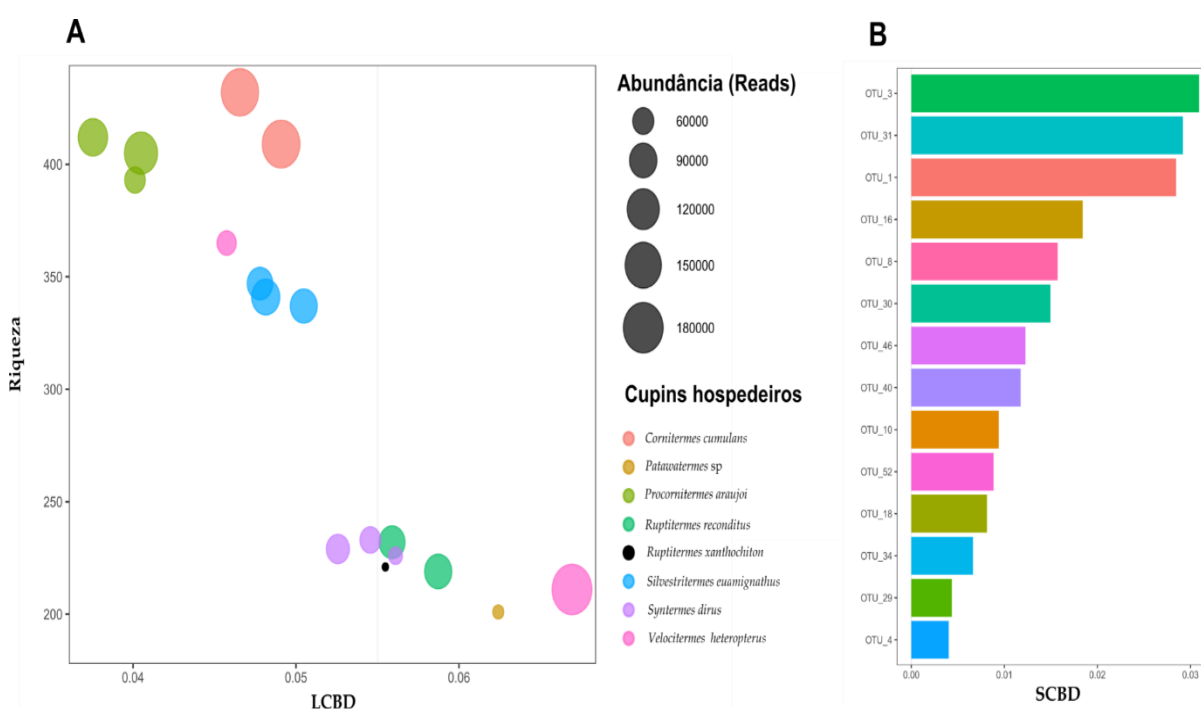 A
Riqueza
400
350
300
250
200
0.04
0.05
0.06
LCBD
Abundância (Reads)
60000
90000
120000
150000
180000
Cupins hospedeiros
Cornitermes cumulans
Patawatermes sp
Procornitermes araujoi
Ruptitermes reconditus
Ruptitermes xanthochiton
Silvestritermes euamignathus
Syntermes dirus
Velocitermes heteropterus
B
OTU_3
OTU_31
OTU_1
OTU_16
OTU_8
OTU_30
OTU_46
OTU_40
OTU_10
OTU_52
OTU_18
OTU_34
OTU_29
OTU_4
0.00
0.01
0.02
0.03
SCBD